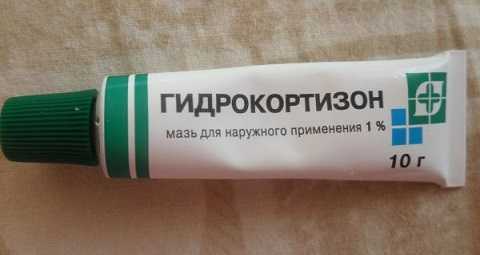 ГИДРОКОРТИЗОН
мазь для наружного применения 1 %
10 г